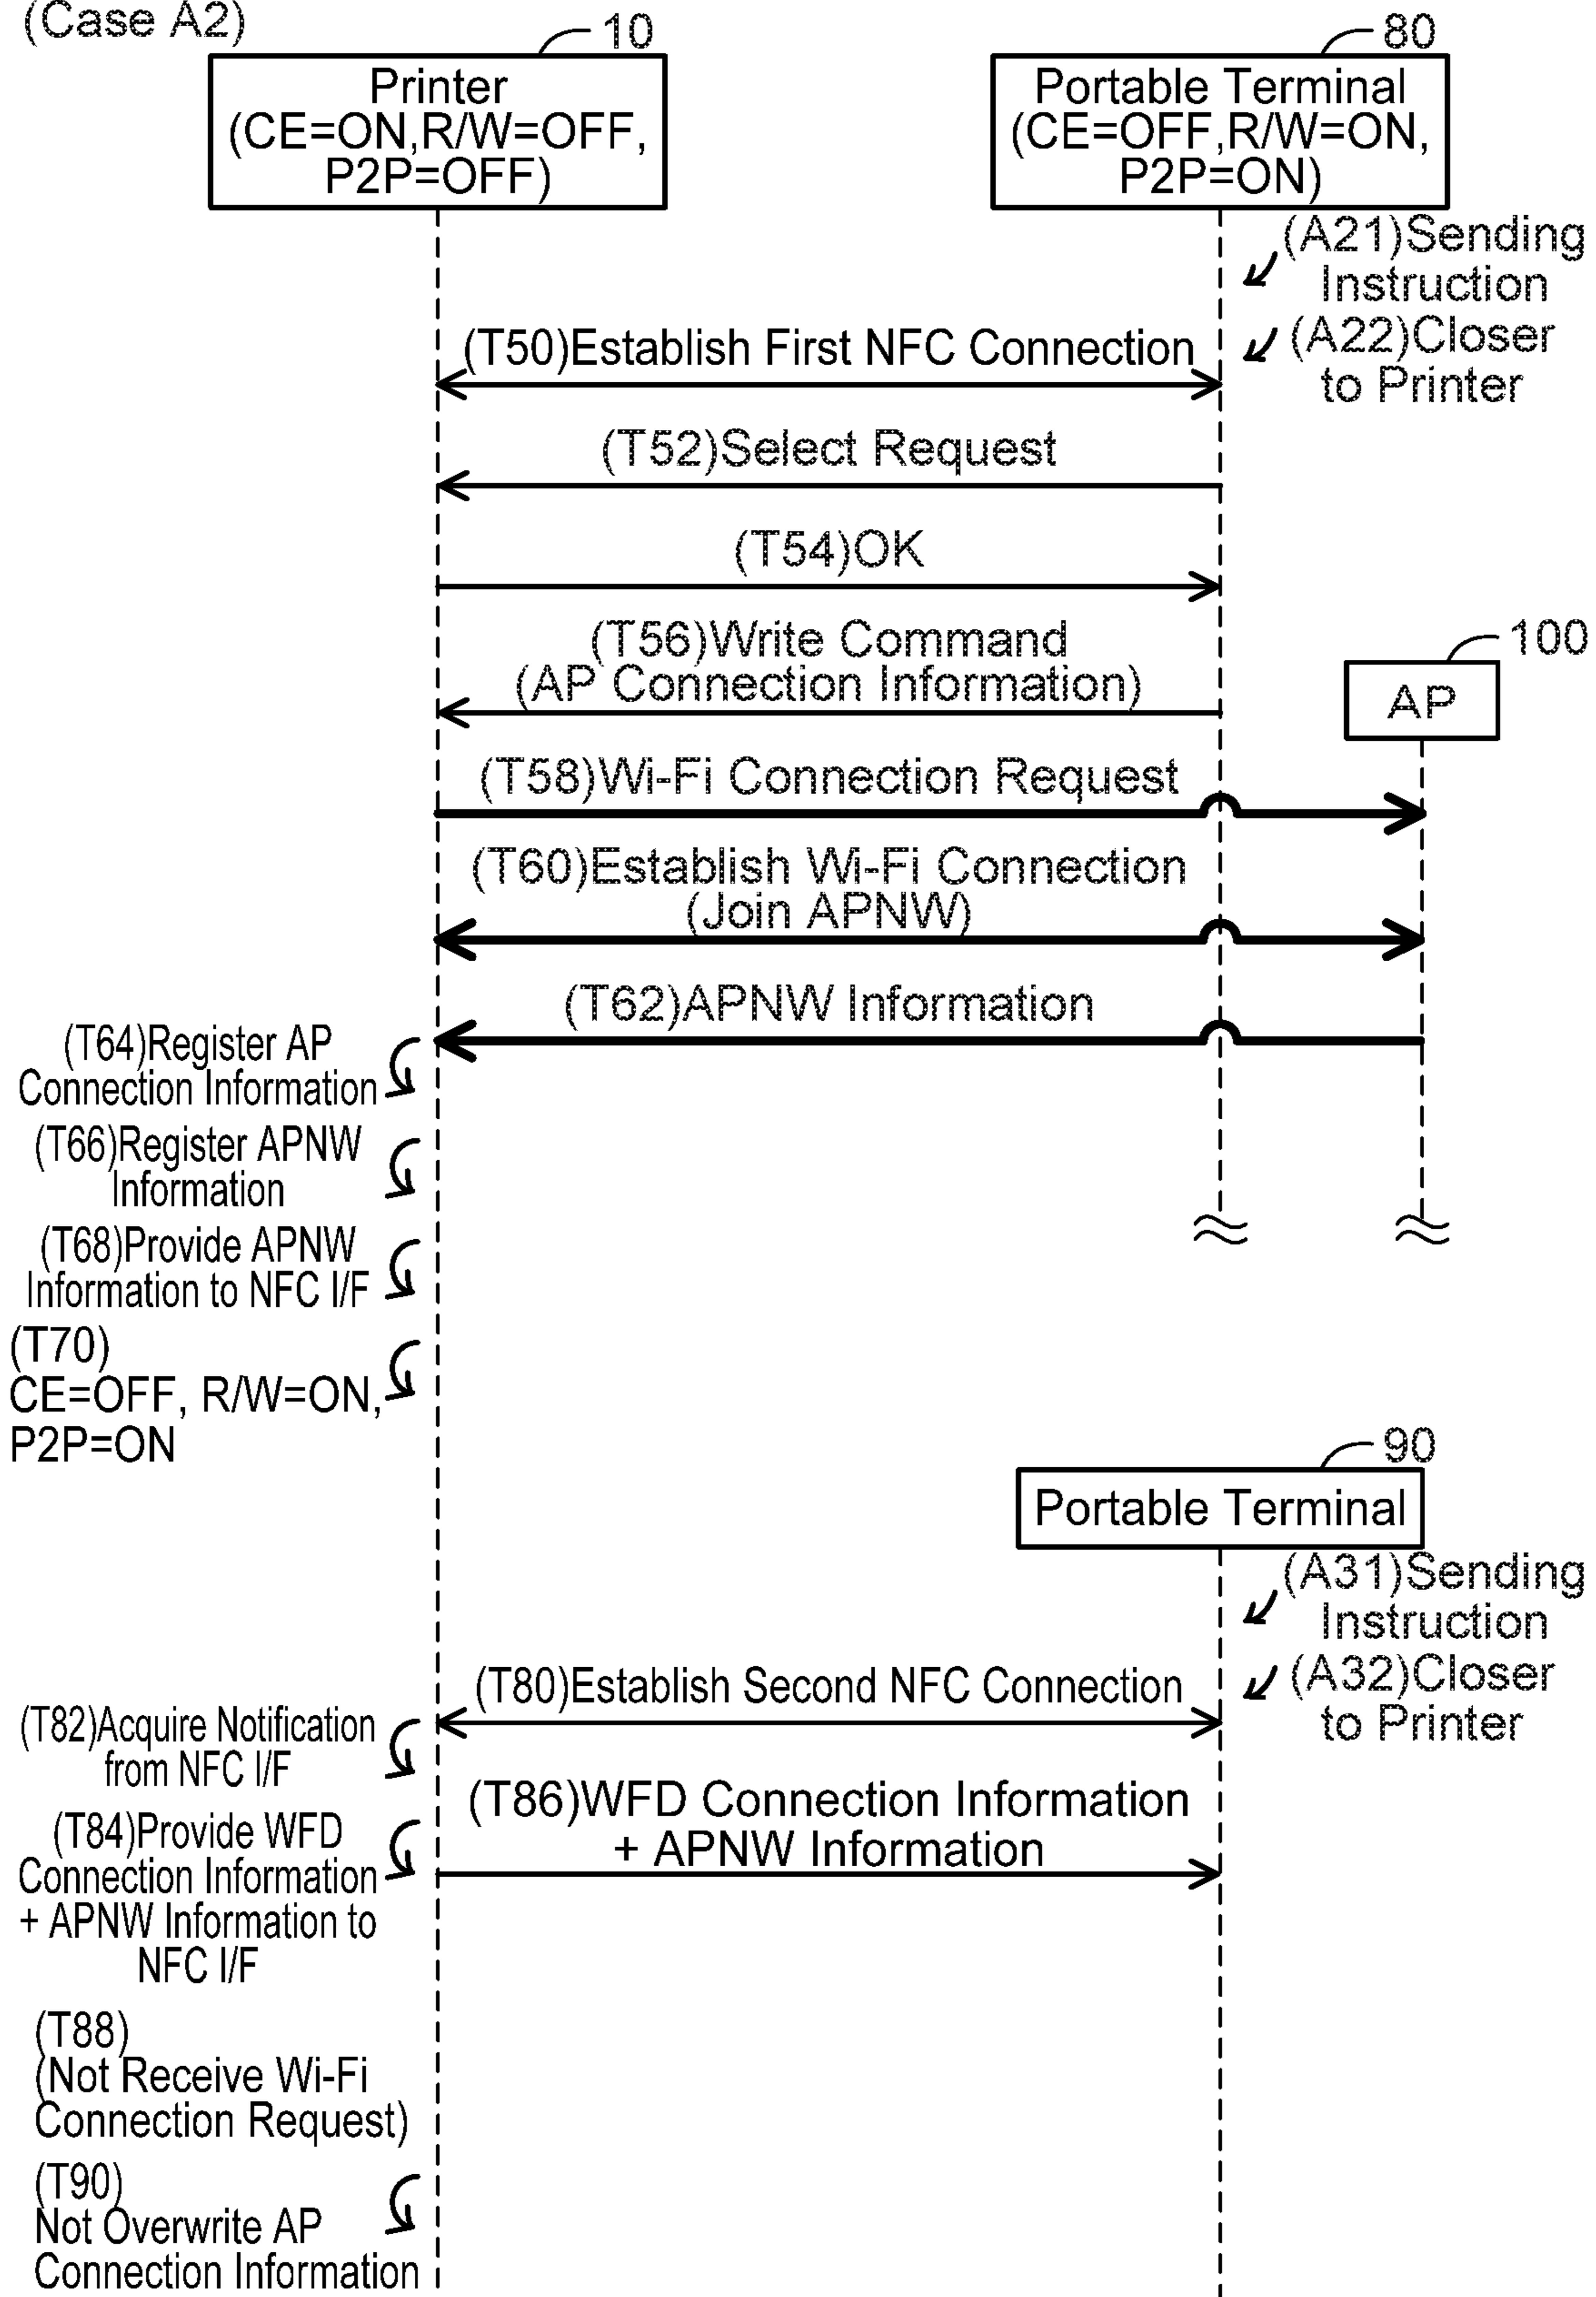 (Case A2)
10
80
Printer
(CE=ON,R/W=OFF,
P2P=OFF)
Portable Terminal
(CE=OFF,R/W=ON,
P2P=ON)
(A21)Sending
Instruction
(T50)Establish First NFC Connection
(A22)Closer
to Printer
(T52)Select Request
(T54)OK
(T56)Write Command
(AP Connection Information)
100
AP
(T58)Wi-Fi Connection Request
(T60)Establish Wi-Fi Connection
(Join APNW)
(T62)APNW Information
(T64)Register AP
Connection Information
(T66)Register APNW
Information
(T68)Provide APNW
Information to NFC I/F
(T70)
CE=OFF, R/W=ON,
P2P=ON
90
Portable Terminal
(A31)Sending
Instruction
(T80)Establish Second NFC Connection
(A32)Closer
to Printer
(T82)Acquire Notification
from NFC I/F
(T86)WFD Connection Information
+ APNW Information
(T84)Provide WFD
Connection Information
+ APNW Information to
NFC I/F
(T88)
(Not Receive Wi-Fi
Connection Request)
(T90)
Not Overwrite AP
Connection Information